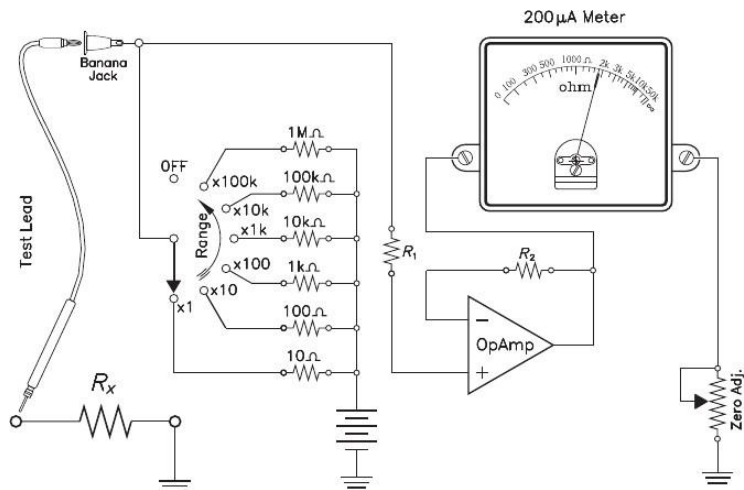 200µA Meter
Banana
Jack
0 100 300 500 1000Ω 2k 3k 5k 10k 50k ∞
ohm
1MΩ
OFF
x100k
100kΩ
x10k
Test Lead
Range
10kΩ
x1k
R1
x100
1kΩ
R2
x10
x1
100Ω
−
OpAmp
+
10Ω
Rx
Zero Adj.